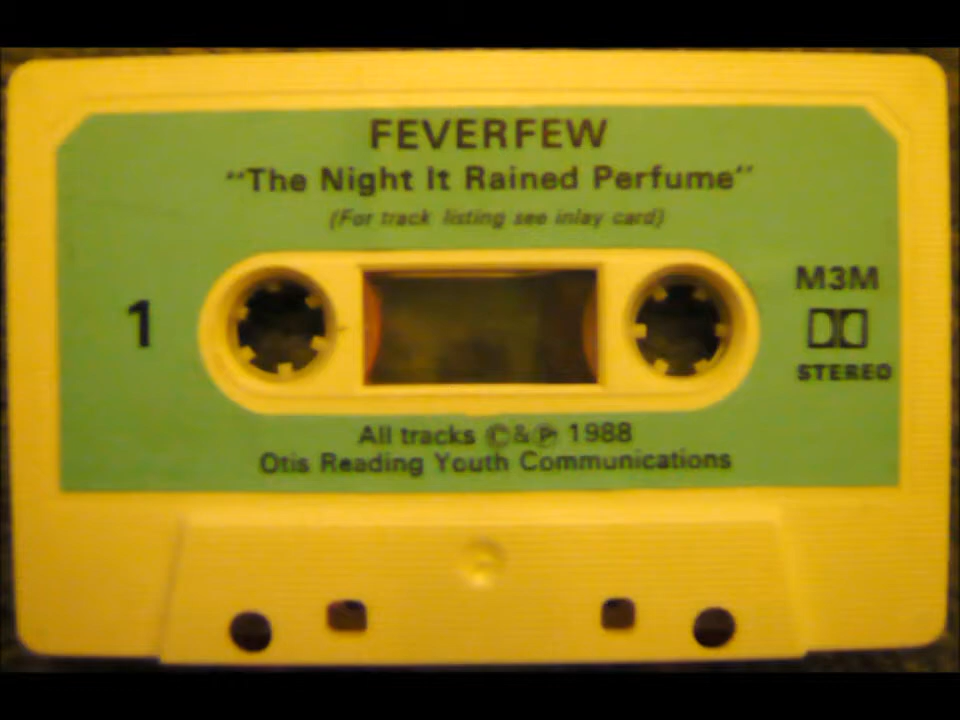 FEVERFEW
“The Night It Rained Perfume”
(For track listing see inlay card)
1
M3M
STEREO
All tracks ©&℗ 1988
Otis Reading Youth Communications